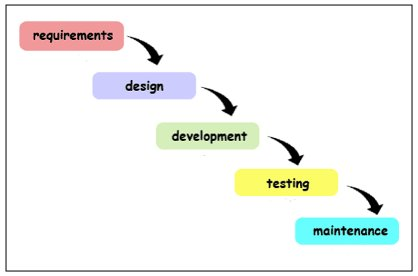 requirements
design
development
testing
maintenance